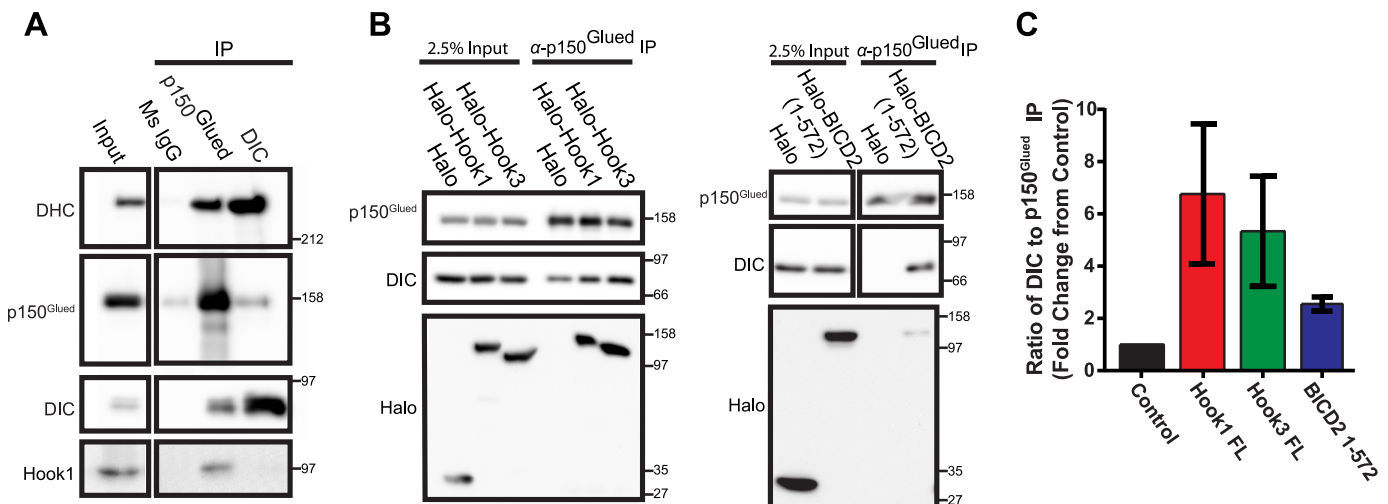 A
IP
Input
Ms IgG
p150Glued
DIC
DHC
212
p150Glued
158
DIC
97
Hook1
97
B
2.5% Input
α-p150Glued IP
Halo
Halo-Hook1
Halo-Hook3
Halo
Halo-Hook1
Halo-Hook3
p150Glued
158
DIC
97
66
Halo
158
97
35
27
2.5% Input
α-p150Glued IP
Halo
Halo-BICD2
(1-572)
Halo
Halo-BICD2
(1-572)
p150Glued
158
DIC
97
66
Halo
158
97
35
27
C
Ratio of DIC to p150Glued IP
(Fold Change from Control)
10
8
6
4
2
0
Control
Hook1 FL
Hook3 FL
BICD2 1-572